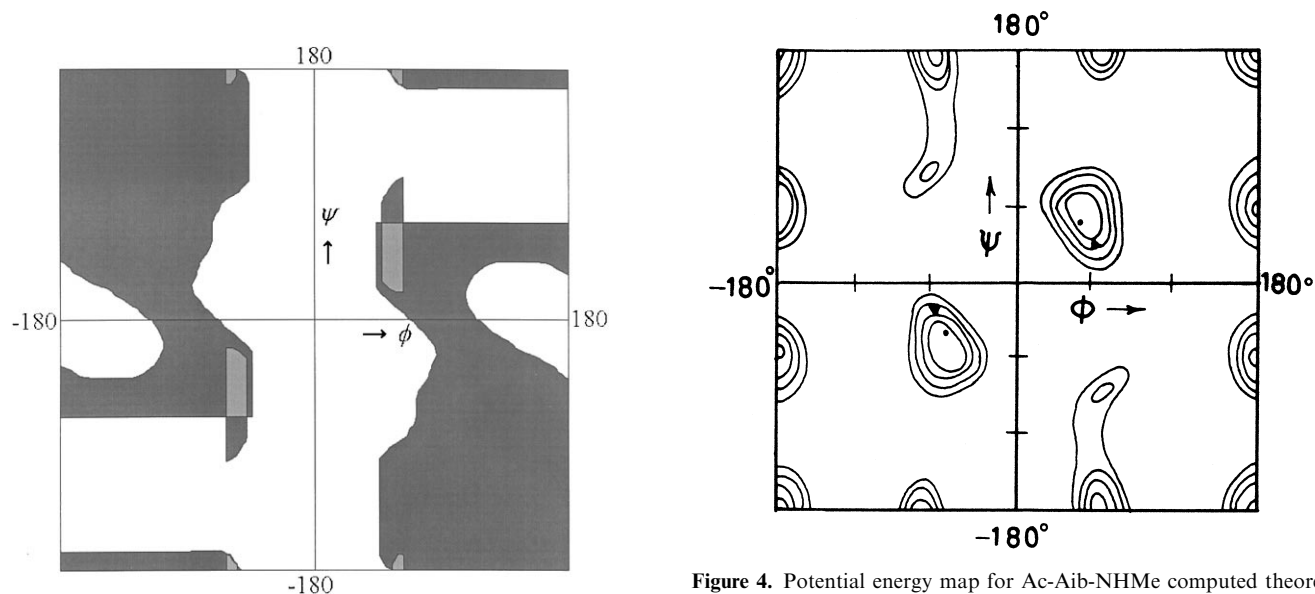 180
ψ
↑
-180
→ ϕ
180
-180
180°
↑
ψ
-180°
180°
Φ →
-180°
Figure 4. Potential energy map for Ac-Aib-NHMe computed theore